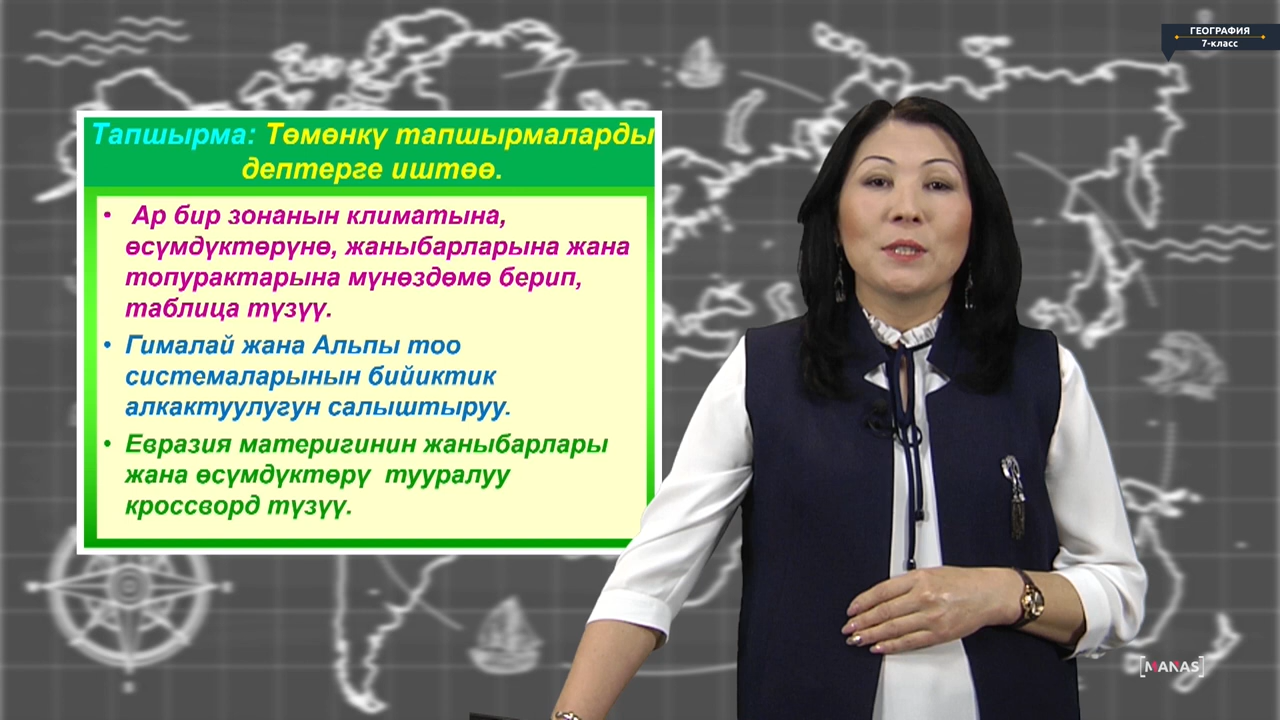 ГЕОГРАФИЯ
7-класс
Тапшырма: Төмөнкү тапшырмаларды
дептерге иштөө.
• Ар бир зонанын климатына,
өсүмдүктөрүнө, жаныбарларына жана
топурактарына мүнөздөмө берип,
таблица түзүү.
• Гималай жана Альпы тоо
системаларынын бийиктик
алкактуулугун салыштыруу.
• Евразия материгинин жаныбарлары
жана өсүмдүктөрү тууралуу
кроссворд түзүү.
[MANAS]